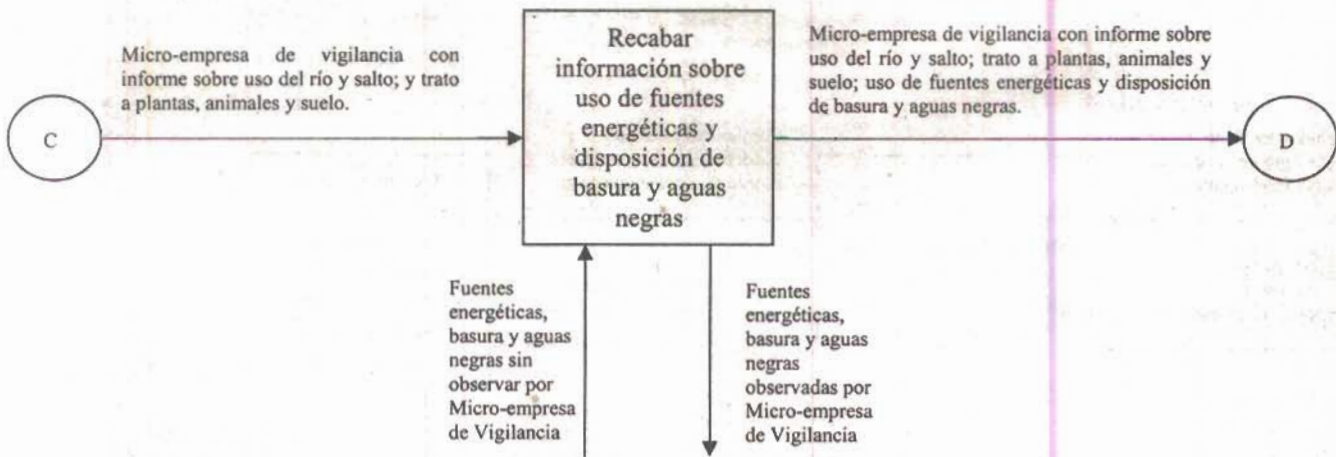 C
Micro-empresa de vigilancia con
informe sobre uso del río y salto; y trato
a plantas, animales y suelo.
Recabar
información sobre
uso de fuentes
energéticas y
disposición de
basura y aguas
negras
Micro-empresa de vigilancia con informe sobre
uso del río y salto; trato a plantas, animales y
suelo; uso de fuentes energéticas y disposición
de basura y aguas negras.
D
Fuentes
energéticas,
basura y aguas
negras sin
observar por
Micro-empresa
de Vigilancia
Fuentes
energéticas,
basura y aguas
negras
observadas por
Micro-empresa
de Vigilancia